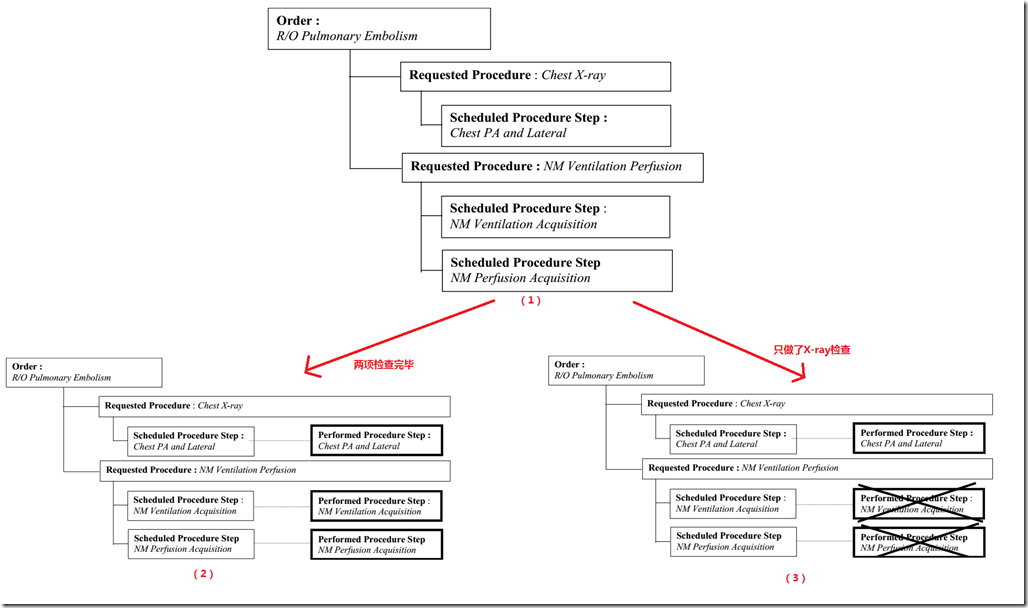 Order :
R/O Pulmonary Embolism
Requested Procedure : Chest X-ray
Scheduled Procedure Step :
Chest PA and Lateral
Requested Procedure : NM Ventilation Perfusion
Scheduled Procedure Step :
NM Ventilation Acquisition
Scheduled Procedure Step
NM Perfusion Acquisition
（1）
两项检查完毕
只做了X-ray检查
Order :
R/O Pulmonary Embolism
Requested Procedure : Chest X-ray
Scheduled Procedure Step :
Chest PA and Lateral
Performed Procedure Step :
Chest PA and Lateral
Requested Procedure : NM Ventilation Perfusion
Scheduled Procedure Step :
NM Ventilation Acquisition
Performed Procedure Step :
NM Ventilation Acquisition
Scheduled Procedure Step
NM Perfusion Acquisition
Performed Procedure Step
NM Perfusion Acquisition
（2）
Order :
R/O Pulmonary Embolism
Requested Procedure : Chest X-ray
Scheduled Procedure Step :
Chest PA and Lateral
Performed Procedure Step :
Chest PA and Lateral
Requested Procedure : NM Ventilation Perfusion
Scheduled Procedure Step :
NM Ventilation Acquisition
Performed Procedure Step :
NM Ventilation Acquisition
Scheduled Procedure Step
NM Perfusion Acquisition
Performed Procedure Step
NM Perfusion Acquisition
（3）